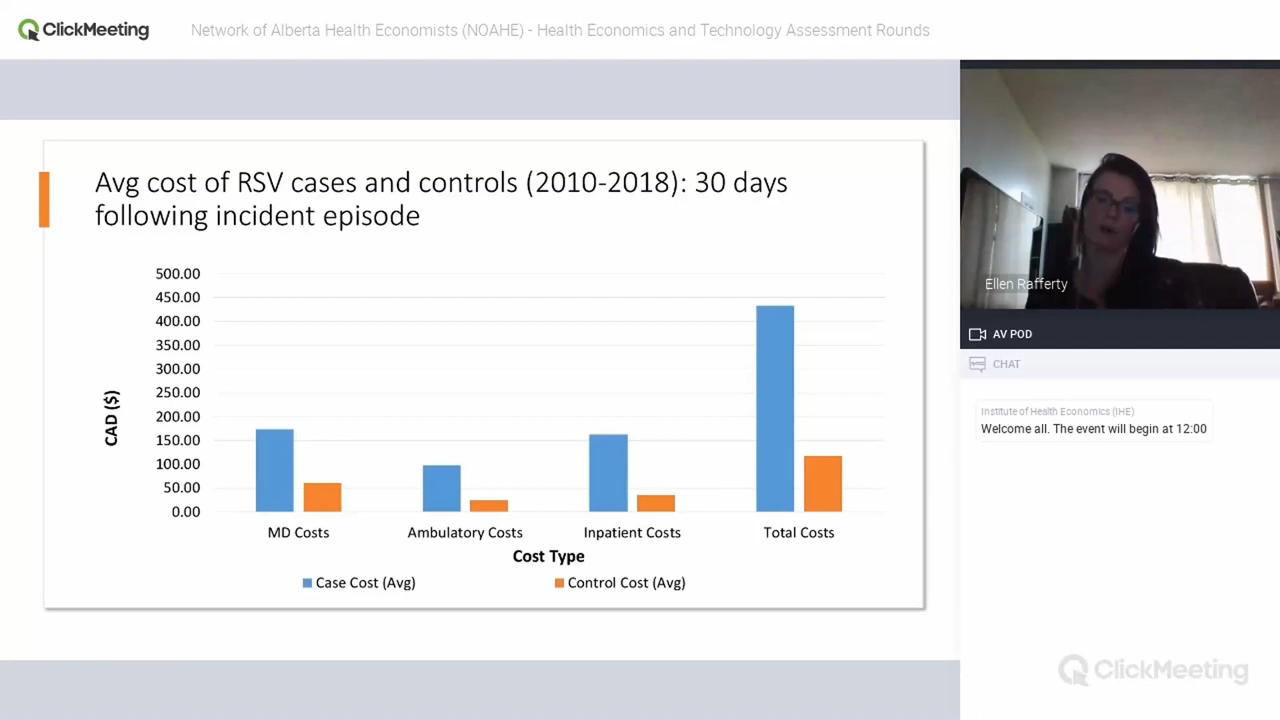 ClickMeeting
Network of Alberta Health Economists (NOAHE) - Health Economics and Technology Assessment Rounds
Avg cost of RSV cases and controls (2010-2018): 30 days
following incident episode
500.00
450.00
400.00
350.00
300.00
250.00
200.00
150.00
100.00
50.00
0.00
CAD ($)
MD Costs
Ambulatory Costs
Inpatient Costs
Total Costs
Cost Type
Case Cost (Avg)
Control Cost (Avg)
Ellen Rafferty
AV POD
CHAT
Institute of Health Economics (IHE)
Welcome all. The event will begin at 12:00
ClickMeeting